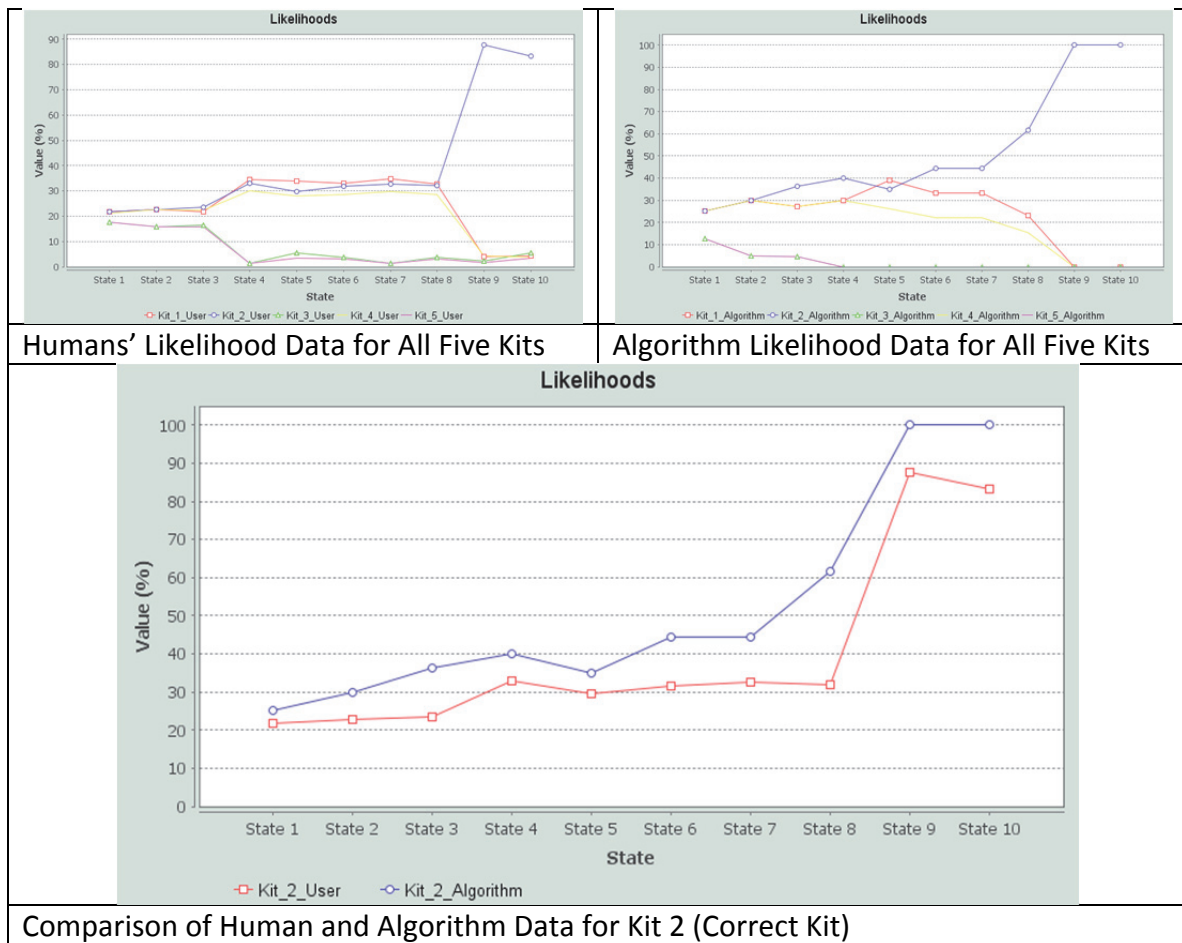 Likelihoods
90
80
70
60
50
40
30
20
10
0
Value (%)
State 1 State 2 State 3 State 4 State 5 State 6 State 7 State 8 State 9 State 10
State
Kit_1_User Kit_2_User Kit_3_User Kit_4_User Kit_5_User
Humans’ Likelihood Data for All Five Kits
Likelihoods
100
90
80
70
60
50
40
30
20
10
0
Value (%)
State 1 State 2 State 3 State 4 State 5 State 6 State 7 State 8 State 9 State 10
State
Kit_1_Algorithm Kit_2_Algorithm Kit_3_Algorithm Kit_4_Algorithm Kit_5_Algorithm
Algorithm Likelihood Data for All Five Kits
Likelihoods
100
90
80
70
60
50
40
30
20
10
0
Value (%)
State 1 State 2 State 3 State 4 State 5 State 6 State 7 State 8 State 9 State 10
State
Kit_2_User Kit_2_Algorithm
Comparison of Human and Algorithm Data for Kit 2 (Correct Kit)